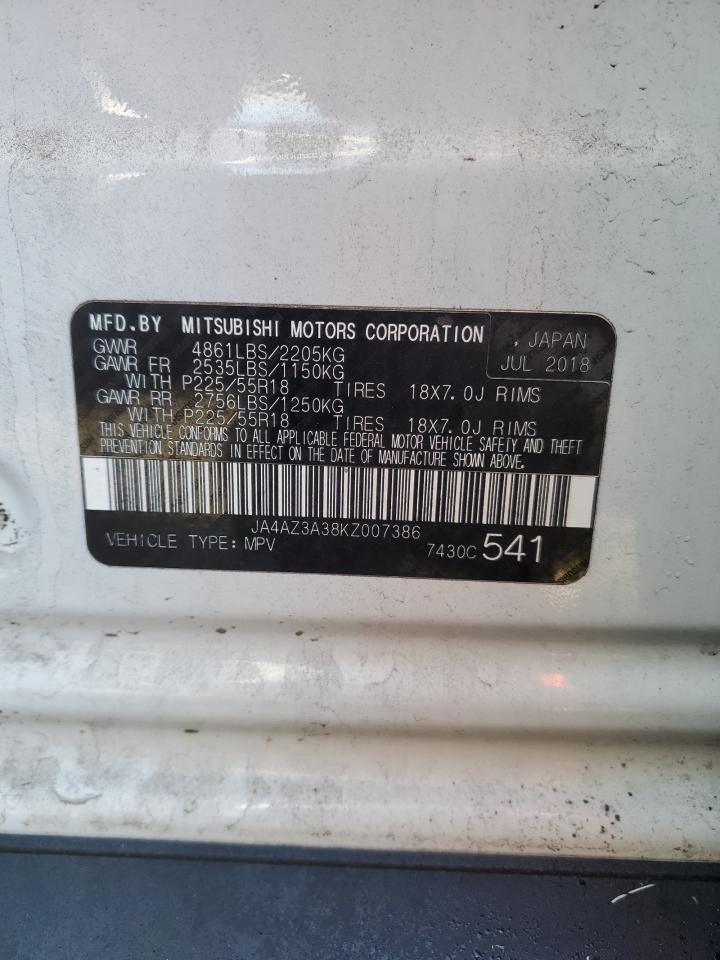 MFD.BY MITSUBISHI MOTORS CORPORATION
, JAPAN
JUL 2018
GWR 4861LBS/2205KG
GAWR FR 2535LBS/1150KG
WITH P225/55R18 TIRES 18X7.0J RIMS
GAWR RR 2756LBS/1250KG
WITH P225/55R18 TIRES 18X7.0J RIMS
THIS VEHICLE CONFORMS TO ALL APPLICABLE FEDERAL MOTOR VEHICLE SAFETY AND THEFT
PREVENTION STANDARDS IN EFFECT ON THE DATE OF MANUFACTURE SHOWN ABOVE.
JA4AZ3A38KZ007386
VEHICLE TYPE: MPV 7430C 541